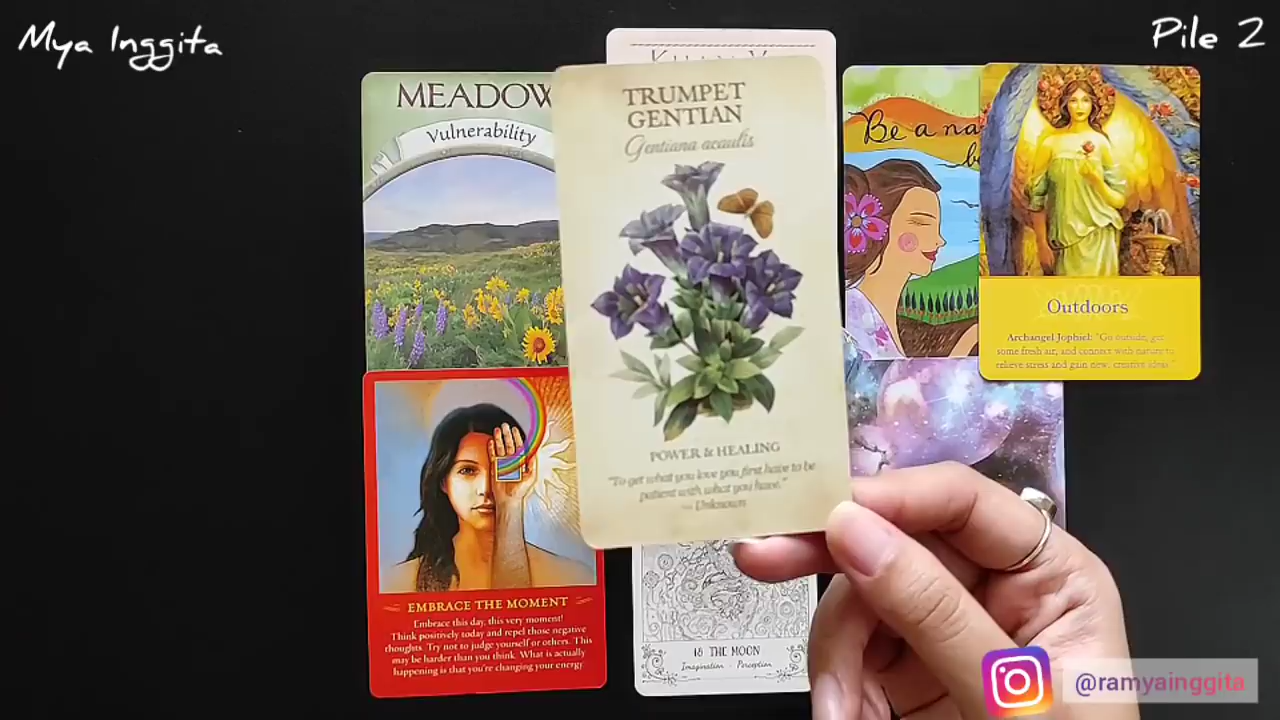 Mya Inggita
Pile 2
MEADOW
Vulnerability
TRUMPET
GENTIAN
Gentiana acaulis
POWER & HEALING
"To get what you love you first have to be
patient with what you have."
— Unknown
Be a na
Outdoors
Archangel Jophiel: "Go outside, get
some fresh air, and connect with nature to
relieve stress and gain new, creative ideas."
EMBRACE THE MOMENT
Embrace this day, this very moment!
Think positively today and repel those negative
thoughts. Try not to judge yourself or others. This
may be harder than you think. What is actually
happening is that you're changing your energy
18 THE MOON
Imagination · Perception
@ramyainggita